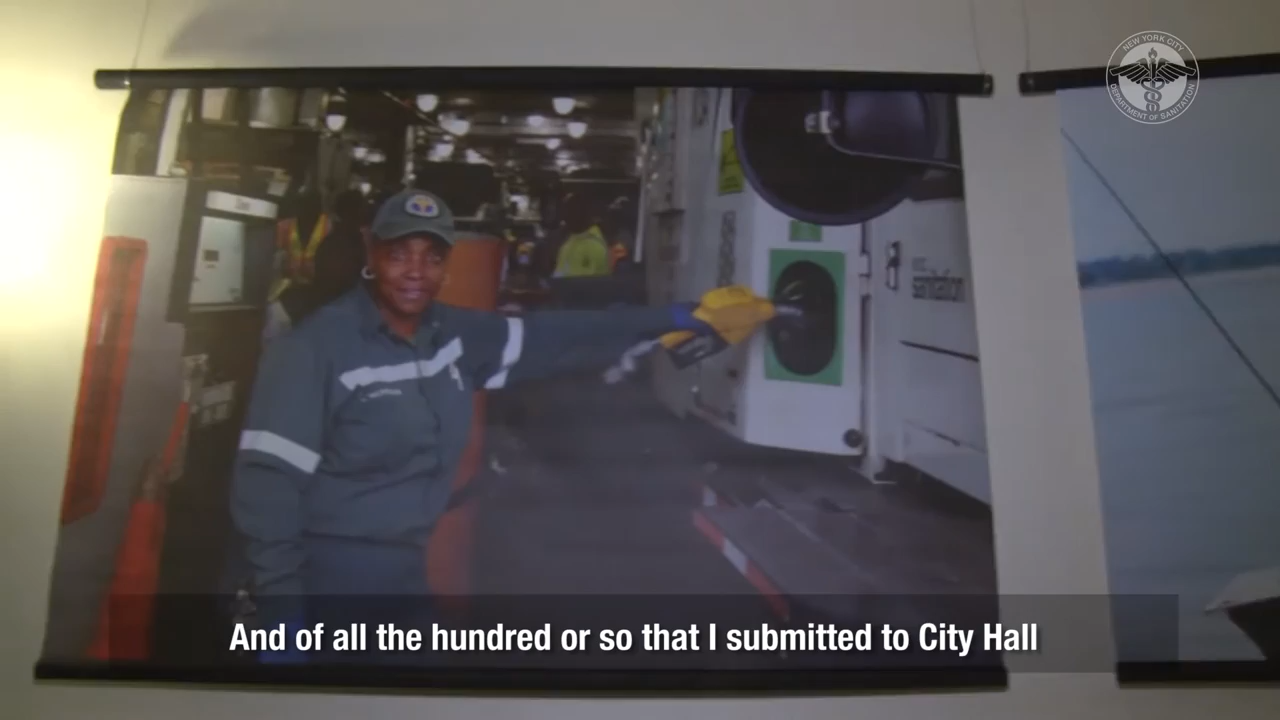 NEW YORK CITY
DEPARTMENT OF SANITATION
sanitation
And of all the hundred or so that I submitted to City Hall